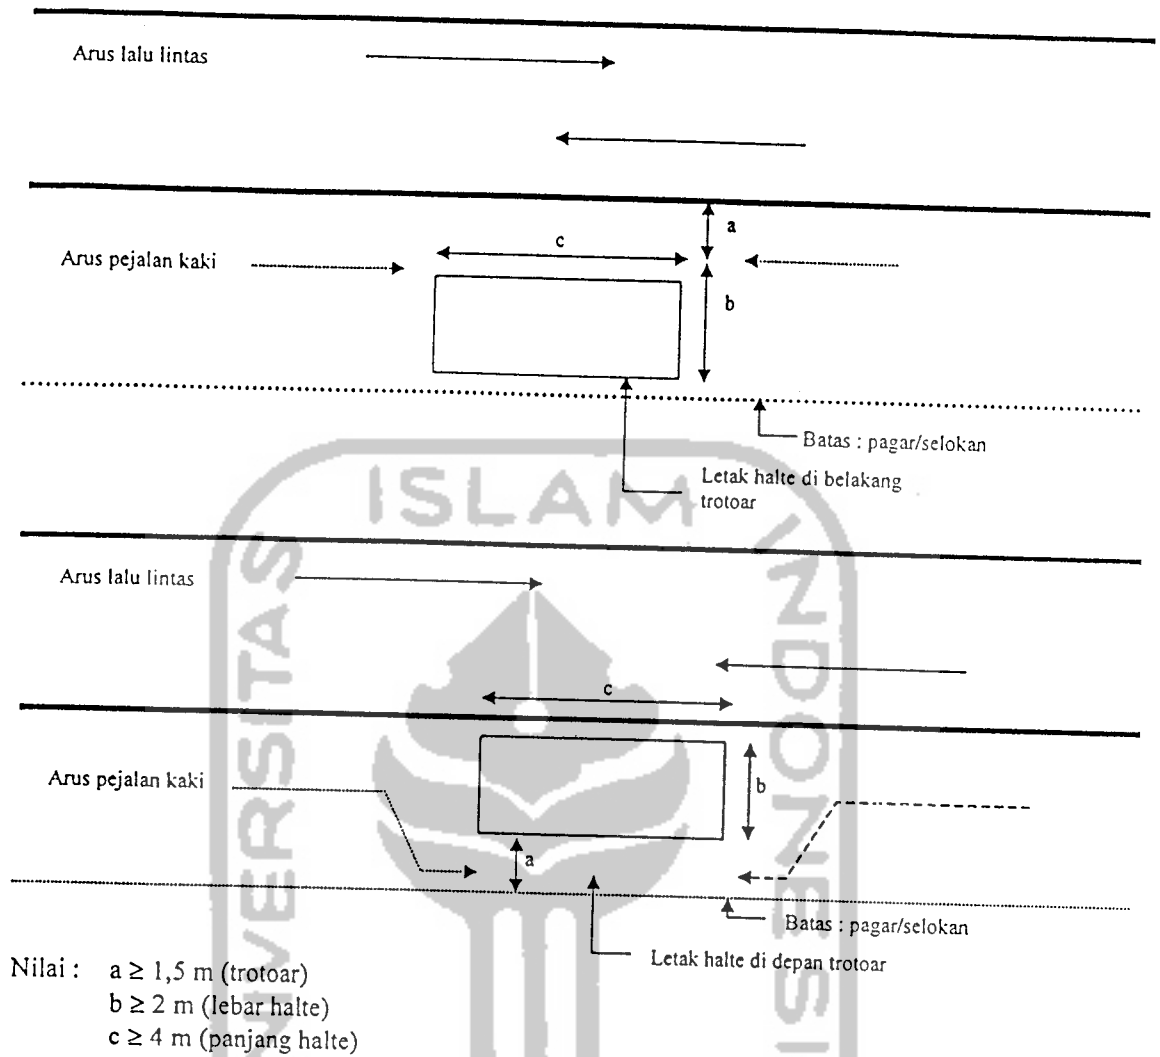 Arus lalu lintas
a
c
Arus pejalan kaki
b
Batas : pagar/selokan
Letak halte di belakang
trotoar
ISLAM
UNIVERSITAS
INDONESIA
Arus lalu lintas
c
Arus pejalan kaki
b
a
Batas : pagar/selokan
Letak halte di depan trotoar
Nilai : a ≥ 1,5 m (trotoar)
b ≥ 2 m (lebar halte)
c ≥ 4 m (panjang halte)